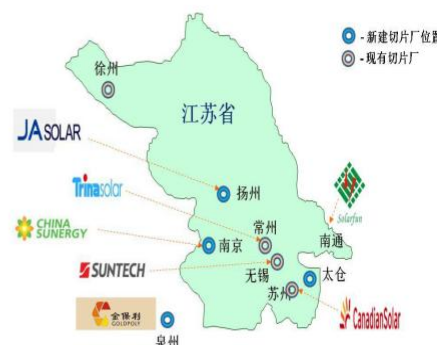 - 新建切片厂位置
- 现有切片厂
徐州
江苏省
JA SOLAR
扬州
Trinasolar
Solarfun
CHINA
SUNERGY
常州
南京
南通
SUNTECH
无锡
太仓
苏州
金保利
GOLDPOLY
泉州
CanadianSolar